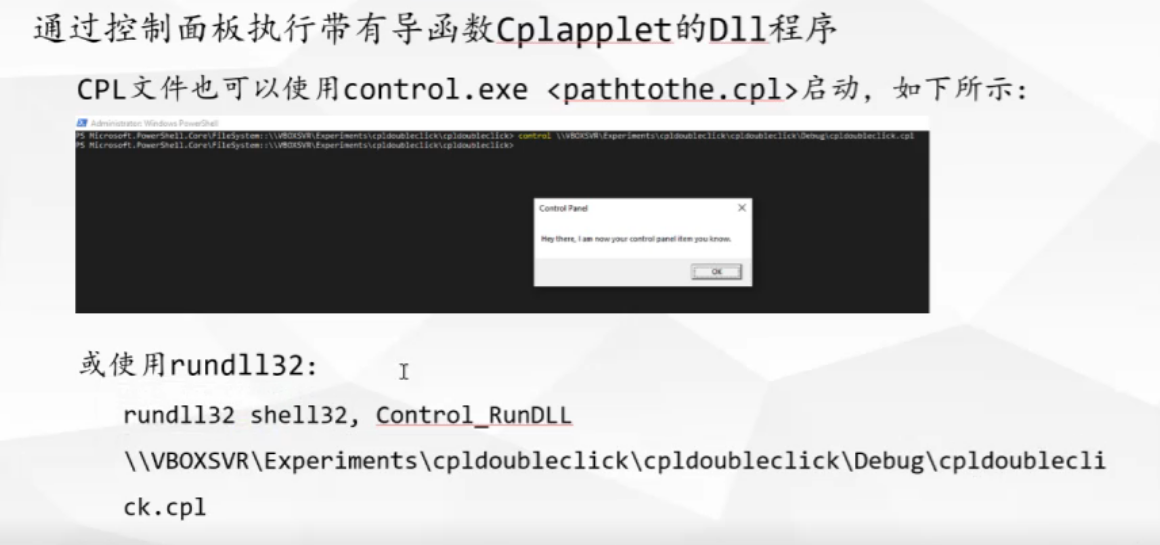 通过控制面板执行带有导函数Cplapplet的Dll程序
CPL文件也可以使用control.exe <pathtothe.cpl>启动，如下所示：
Administrator: Windows PowerShell
PS Microsoft.PowerShell.Core\FileSystem::\\VBOXSVR\Experiments\cpldoubleclick\cpldoubleclick> control \\VBOXSVR\Experiments\cpldoubleclick\cpldoubleclick\Debug\cpldoubleclick.cpl
PS Microsoft.PowerShell.Core\FileSystem::\\VBOXSVR\Experiments\cpldoubleclick\cpldoubleclick>
Control Panel
Hey there, I am now your control panel item you know.
OK
或使用rundll32：
rundll32 shell32, Control_RunDLL
\\VBOXSVR\Experiments\cpldoubleclick\cpldoubleclick\Debug\cpldoublecli
ck.cpl